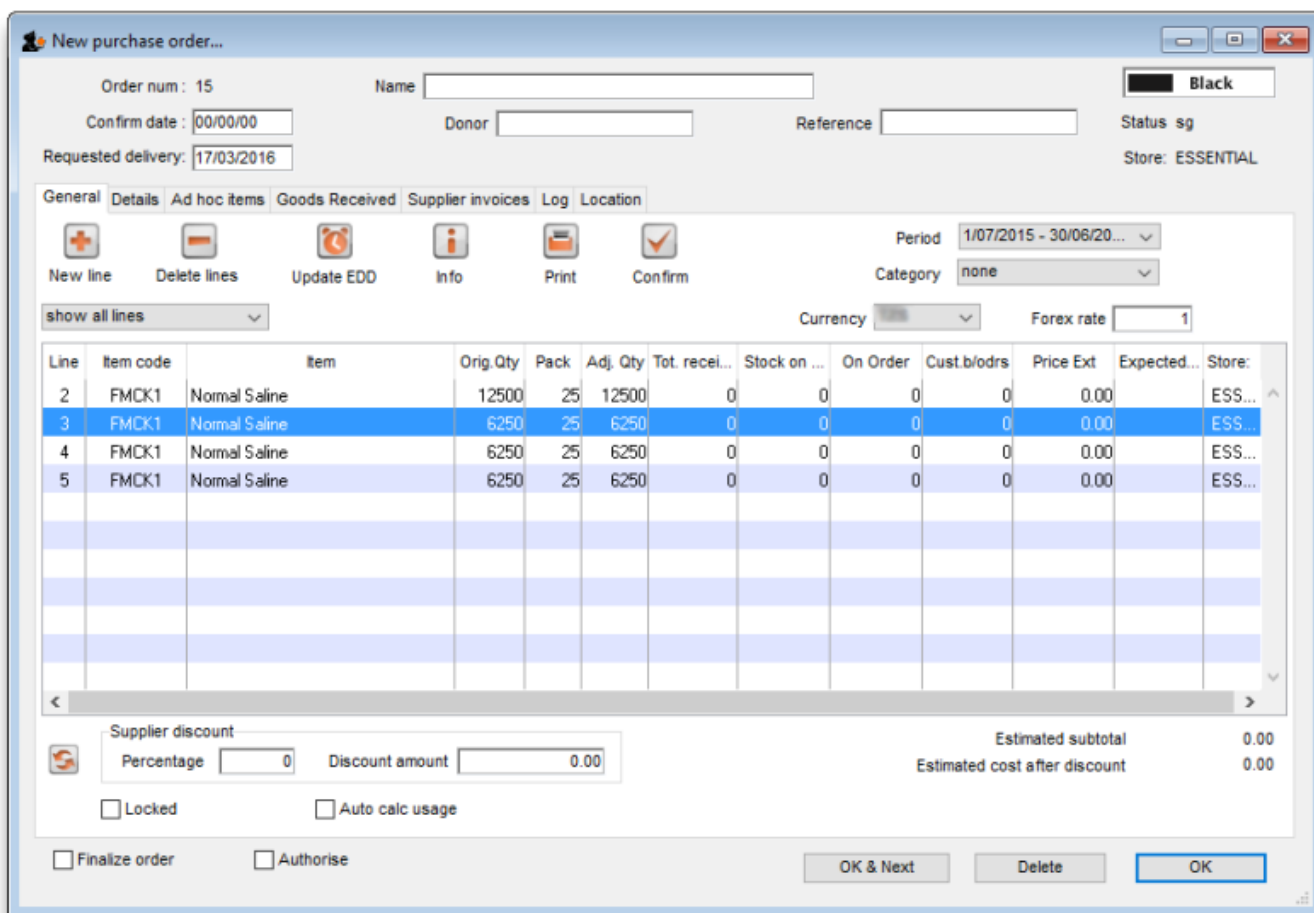 New purchase order...
Order num : 15
Name
Black
Confirm date : 00/00/00
Donor
Reference
Status sg
Requested delivery: 17/03/2016
Store: ESSENTIAL
General Details Ad hoc items Goods Received Supplier invoices Log Location
New line Delete lines Update EDD Info Print Confirm
Period 1/07/2015 - 30/06/20...
Category none
show all lines
Currency
Forex rate 1
Line Item code Item Orig.Qty Pack Adj. Qty Tot. recei... Stock on ... On Order Cust.b/odrs Price Ext Expected... Store:
2 FMCK1 Normal Saline 12500 25 12500 0 0 0 0 0.00 ESS...
3 FMCK1 Normal Saline 6250 25 6250 0 0 0 0 0.00 ESS...
4 FMCK1 Normal Saline 6250 25 6250 0 0 0 0 0.00 ESS...
5 FMCK1 Normal Saline 6250 25 6250 0 0 0 0 0.00 ESS...
Supplier discount
Percentage 0 Discount amount 0.00
Estimated subtotal 0.00
Estimated cost after discount 0.00
Locked Auto calc usage
Finalize order Authorise
OK & Next Delete OK